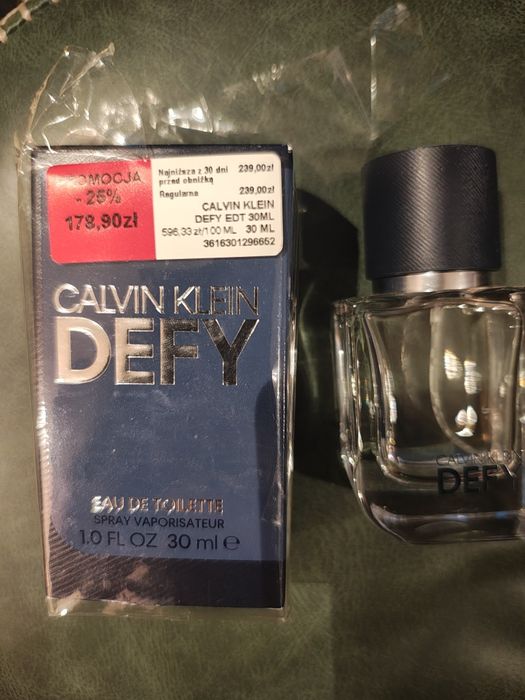 PROMOCJA
- 25%
178,90zł
Najniższa z 30 dni 239,00zł
przed obniżką
Regularna 239,00zł
CALVIN KLEIN
DEFY EDT 30ML
596.33 zł/100 ML 30 ML
3616301296652
CALVIN KLEIN
DEFY
EAU DE TOILETTE
SPRAY VAPORISATEUR
1.0 FL OZ 30 ml e
CALVIN KLEIN
DEFY